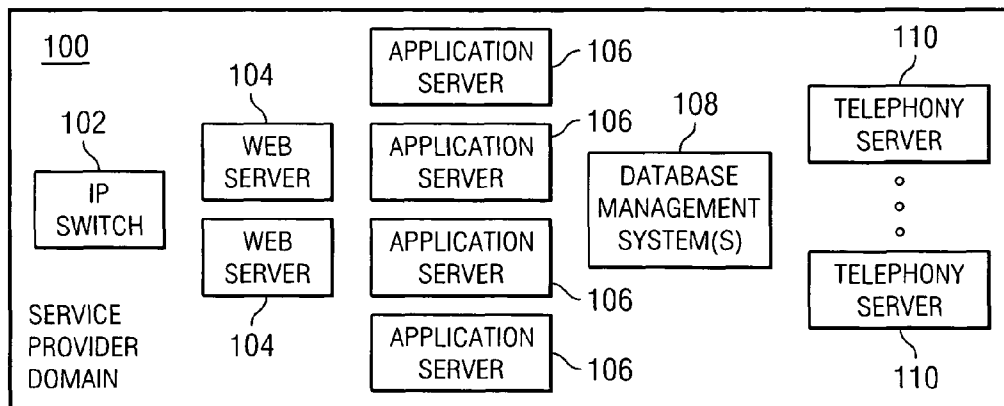 100
102
IP
SWITCH
SERVICE
PROVIDER
DOMAIN
104
WEB
SERVER
WEB
SERVER
104
APPLICATION
SERVER
106
APPLICATION
SERVER
106
APPLICATION
SERVER
106
APPLICATION
SERVER
106
108
DATABASE
MANAGEMENT
SYSTEM(S)
110
TELEPHONY
SERVER
TELEPHONY
SERVER
110